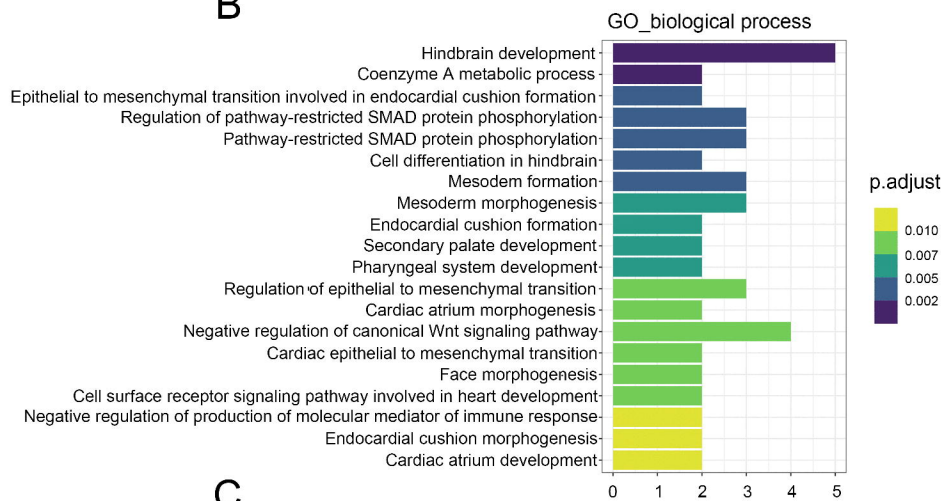 B
GO_biological process
Hindbrain development
Coenzyme A metabolic process
Epithelial to mesenchymal transition involved in endocardial cushion formation
Regulation of pathway-restricted SMAD protein phosphorylation
Pathway-restricted SMAD protein phosphorylation
Cell differentiation in hindbrain
Mesodem formation
Mesoderm morphogenesis
Endocardial cushion formation
Secondary palate development
Pharyngeal system development
Regulation of epithelial to mesenchymal transition
Cardiac atrium morphogenesis
Negative regulation of canonical Wnt signaling pathway
Cardiac epithelial to mesenchymal transition
Face morphogenesis
Cell surface receptor signaling pathway involved in heart development
Negative regulation of production of molecular mediator of immune response
Endocardial cushion morphogenesis
Cardiac atrium development
0 1 2 3 4 5
p.adjust
0.010
0.007
0.005
0.002
C